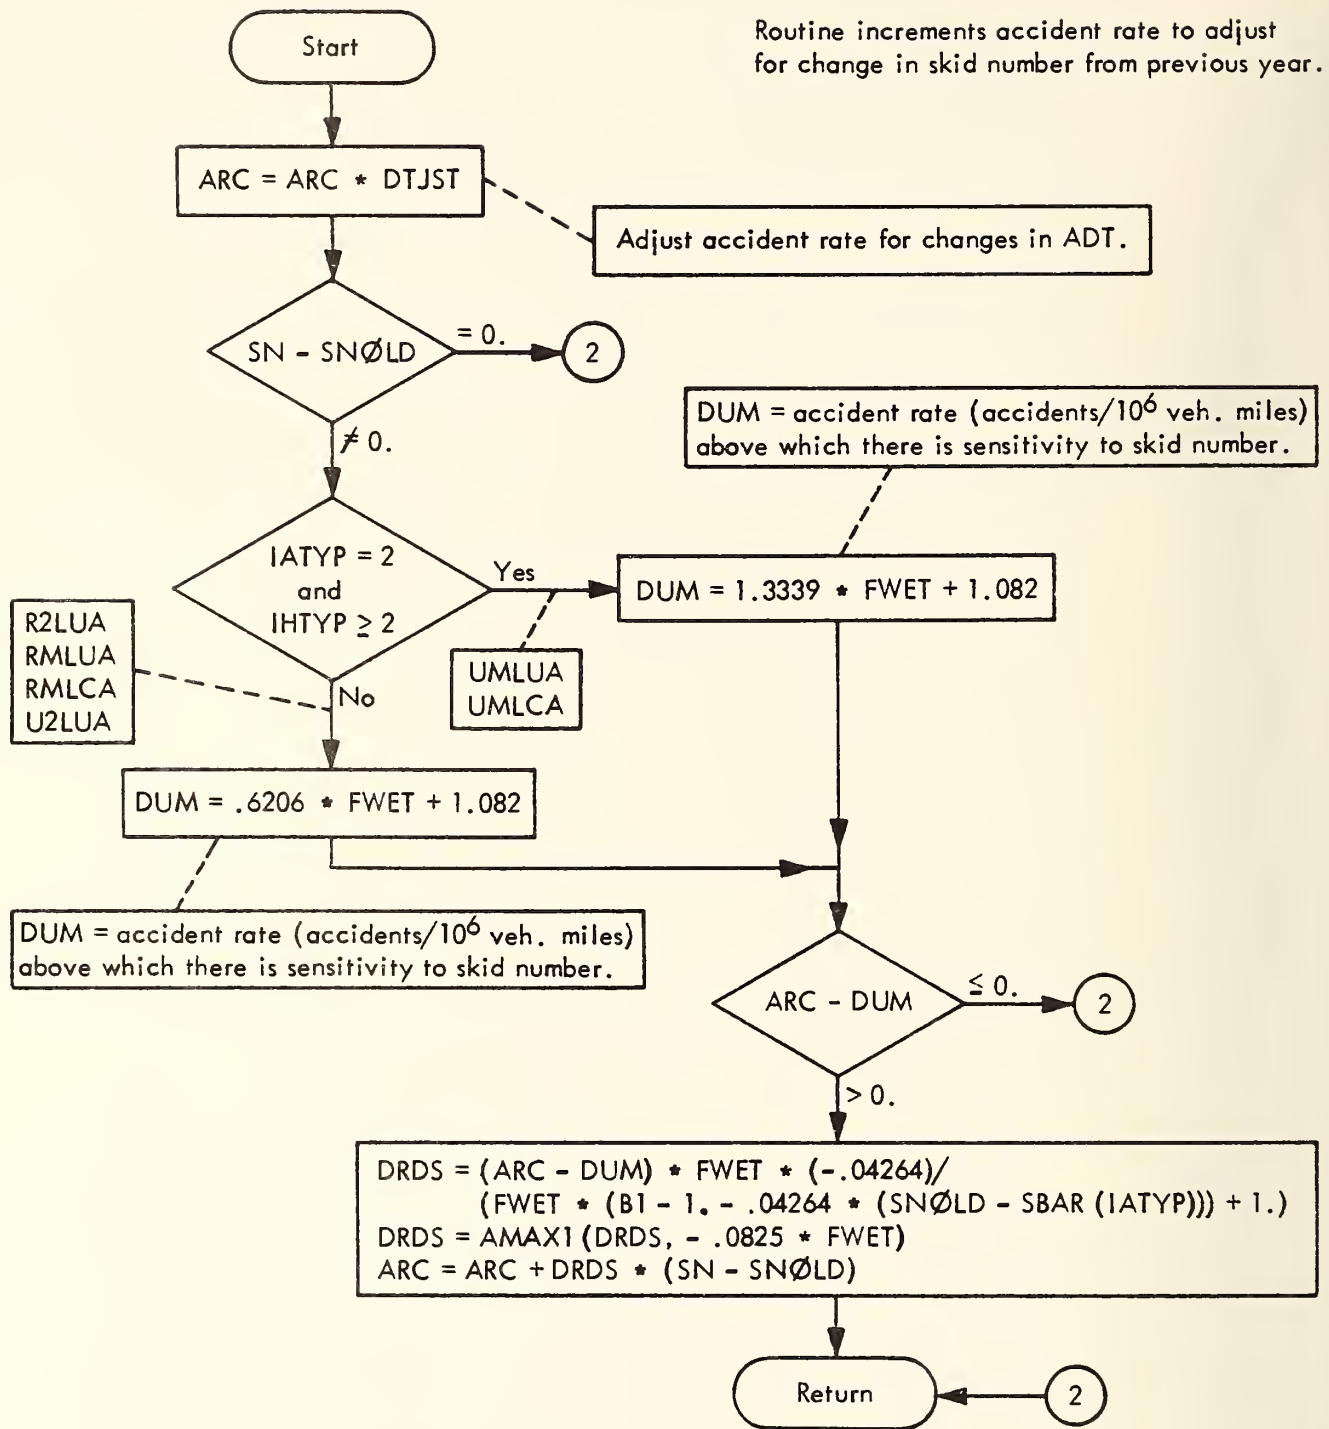 Start
Routine increments accident rate to adjust
for change in skid number from previous year.
ARC = ARC * DTJST
Adjust accident rate for changes in ADT.
SN - SNØLD
= 0.
2
≠ 0.
DUM = accident rate (accidents/10⁶ veh. miles)
above which there is sensitivity to skid number.
IATYP = 2
and
IHTYP ≥ 2
Yes
DUM = 1.3339 * FWET + 1.082
R2LUA
RMLUA
RMLCA
U2LUA
UMLUA
UMLCA
No
DUM = .6206 * FWET + 1.082
DUM = accident rate (accidents/10⁶ veh. miles)
above which there is sensitivity to skid number.
ARC - DUM
≤ 0.
2
> 0.
DRDS = (ARC - DUM) * FWET * (-.04264)/
(FWET * (B1 - 1. - .04264 * (SNØLD - SBAR (IATYP))) + 1.)
DRDS = AMAX1 (DRDS, - .0825 * FWET)
ARC = ARC + DRDS * (SN - SNØLD)
Return
2